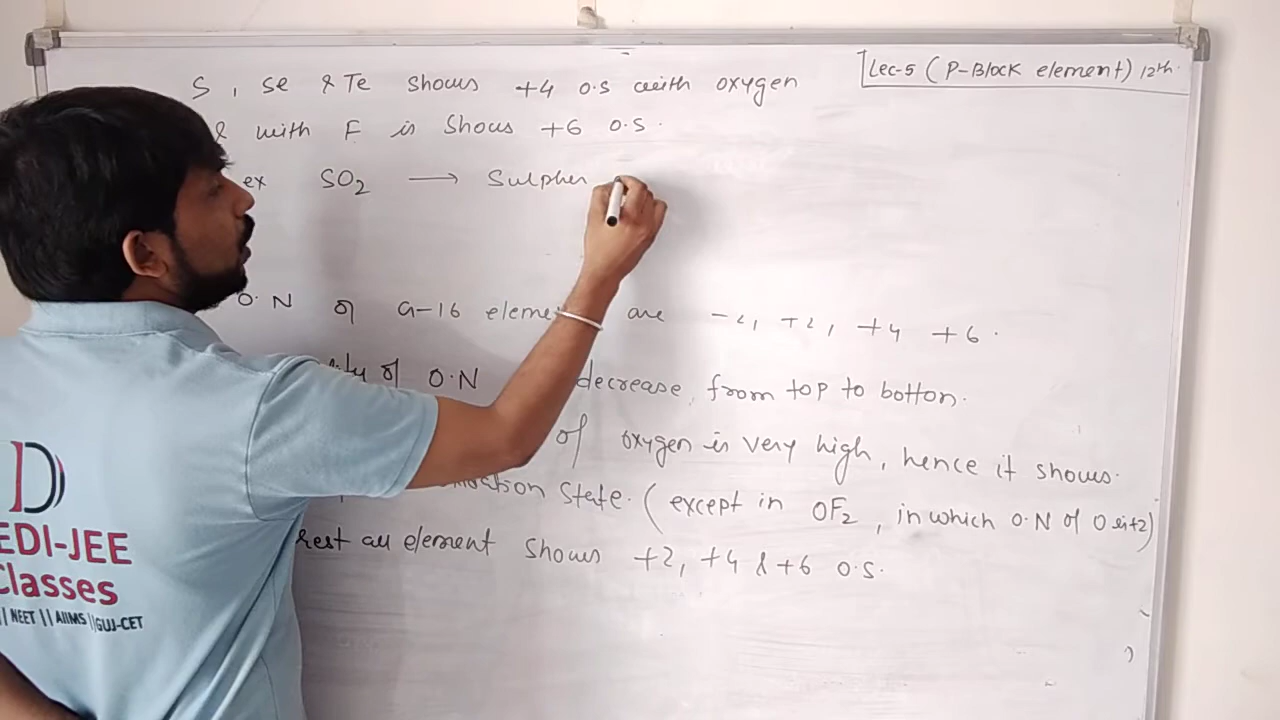 Lec-5 (P-Block element) 12th.
S, Se & Te shows +4 o.s with oxygen
& with F is Shows +6 O.S.
ex SO2 → Sulpher
O.N of G-16 eleme are -2, +2, +4 +6.
of O.N decrease, from top to bottom.
of oxygen is very high, hence it shows.
State. (except in OF2, in which O.N of O is +2)
rest all element Shows +2, +4 & +6 O.S.
D
EDI-JEE
Classes
|| NEET || AIIMS || GUJ-CET